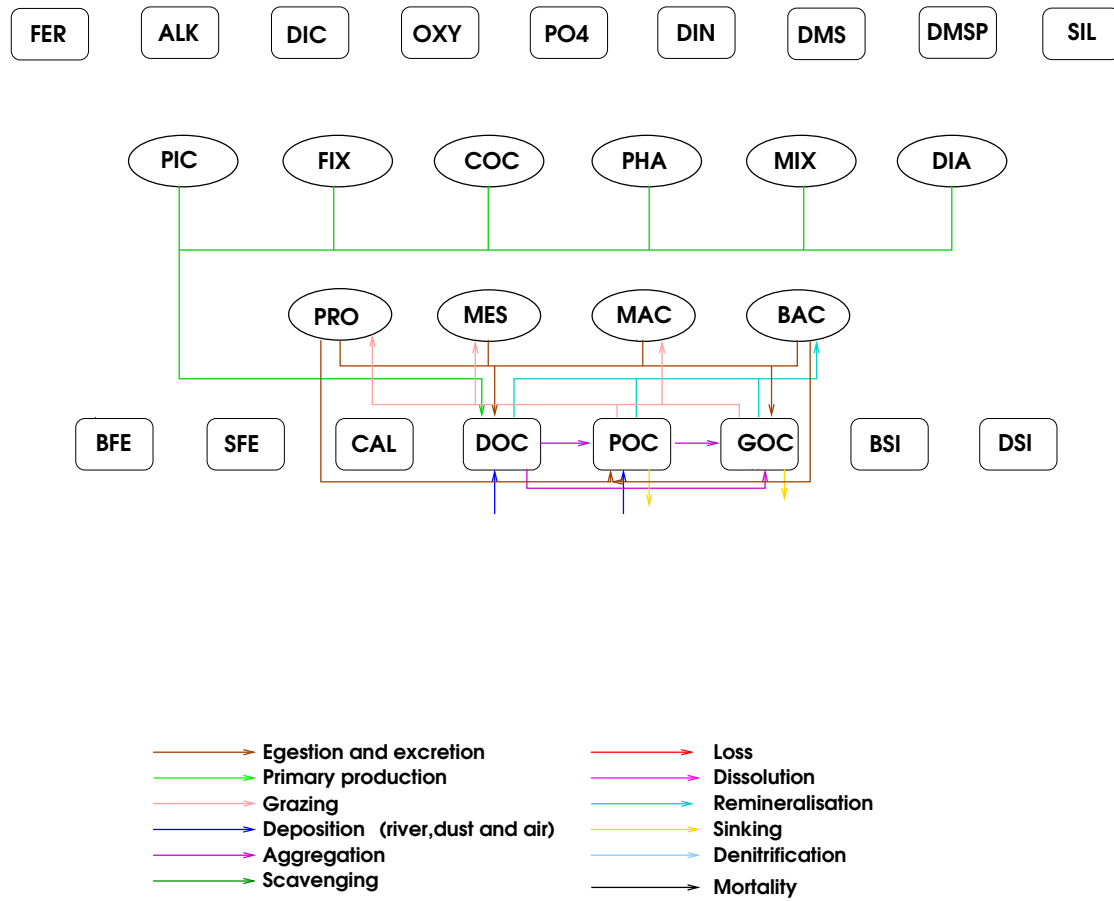 FER ALK DIC OXY PO4 DIN DMS DMSP SIL
PIC FIX COC PHA MIX DIA
PRO MES MAC BAC
BFE SFE CAL DOC POC GOC BSI DSI
Egestion and excretion
Primary production
Grazing
Deposition (river,dust and air)
Aggregation
Scavenging
Loss
Dissolution
Remineralisation
Sinking
Denitrification
Mortality